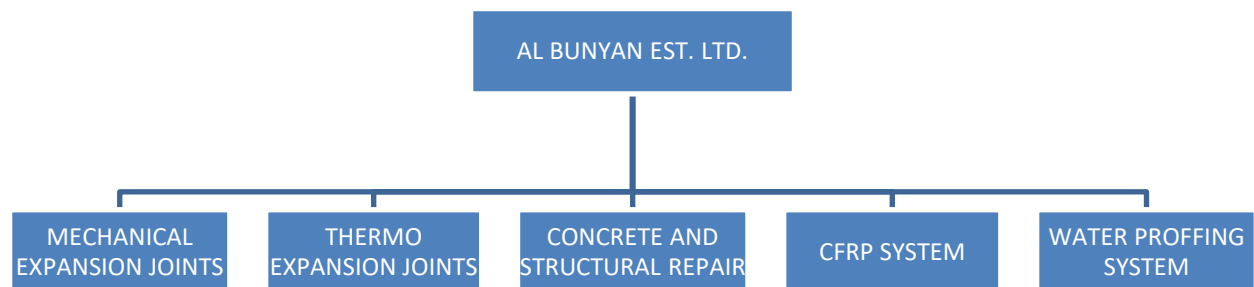 AL BUNYAN EST. LTD.
MECHANICAL
EXPANSION JOINTS
THERMO
EXPANSION JOINTS
CONCRETE AND
STRUCTURAL REPAIR
CFRP SYSTEM
WATER PROFFING
SYSTEM